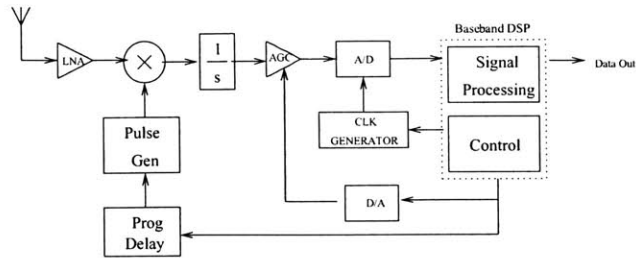 Baseband DSP
LNA
1
s
AGC
A/D
Signal
Processing
Data Out
CLK
GENERATOR
Control
Pulse
Gen
D/A
Prog
Delay